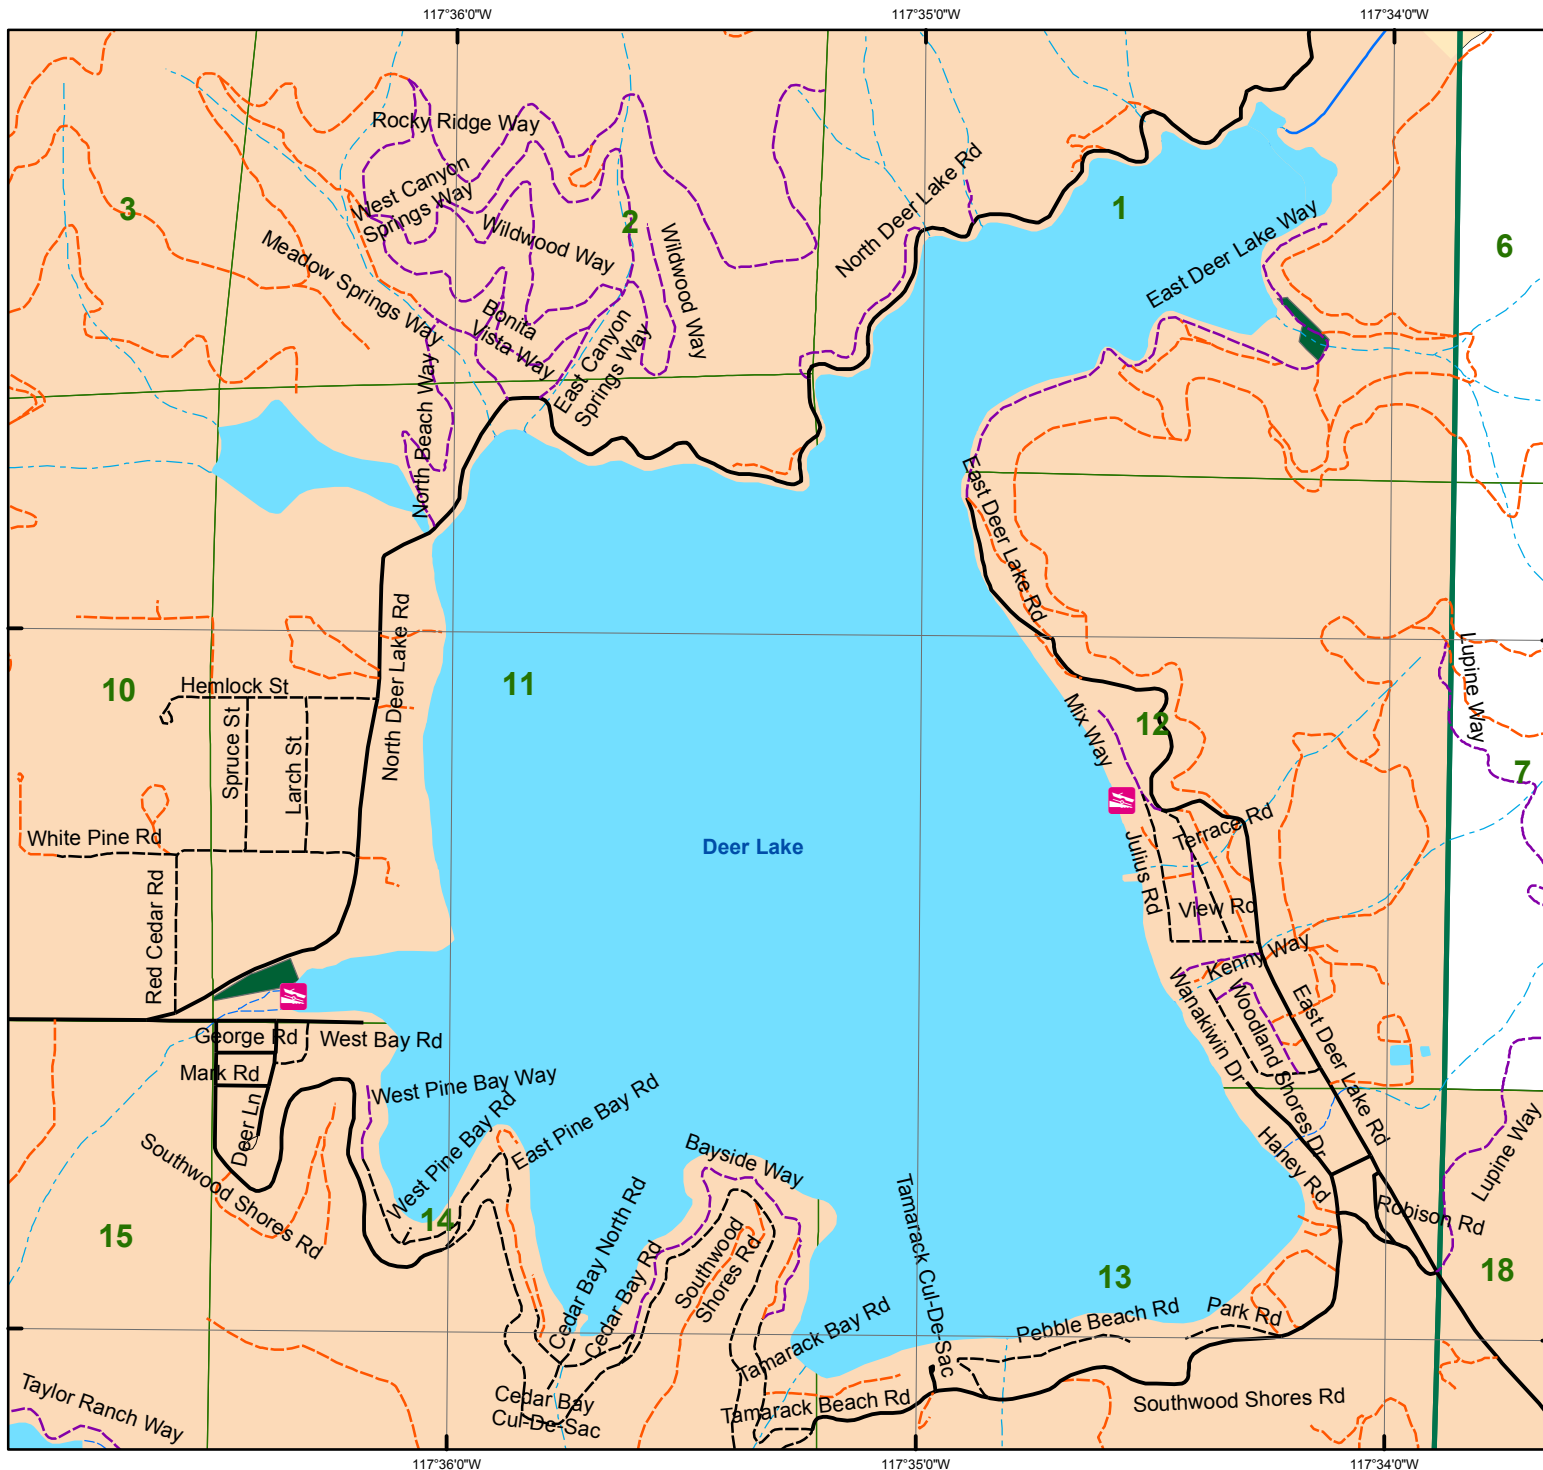 117°36'0"W
117°35'0"W
117°34'0"W
Rocky Ridge Way
West Canyon
Springs Way
North Deer Lake Rd
3
2
1
6
Wildwood Way
Wildwood Way
East Deer Lake Way
Meadow Springs Way
Bonita
Vista Way
East Canyon
Springs Way
North Beach Way
East Deer Lake Rd
North Deer Lake Rd
Lupine Way
10
11
12
7
Hemlock St
Spruce St
Larch St
Mix Way
White Pine Rd
Deer Lake
Terrace Rd
Julius Rd
Red Cedar Rd
View Rd
Kenny Way
Wanakiwin Dr
Woodland Shores Dr
East Deer Lake Rd
George Rd
West Bay Rd
Mark Rd
West Pine Bay Way
Deer Ln
West Pine Bay Rd
East Pine Bay Rd
Southwood Shores Rd
Bayside Way
Haney Rd
Lupine Way
Robison Rd
14
15
13
18
Cedar Bay North Rd
Cedar Bay Rd
Southwood
Shores Rd
Tamarack Cul-De-Sac
Tamarack Bay Rd
Pebble Beach Rd
Park Rd
Taylor Ranch Way
Cedar Bay
Cul-De-Sac
Tamarack Beach Rd
Southwood Shores Rd
117°36'0"W
117°35'0"W
117°34'0"W